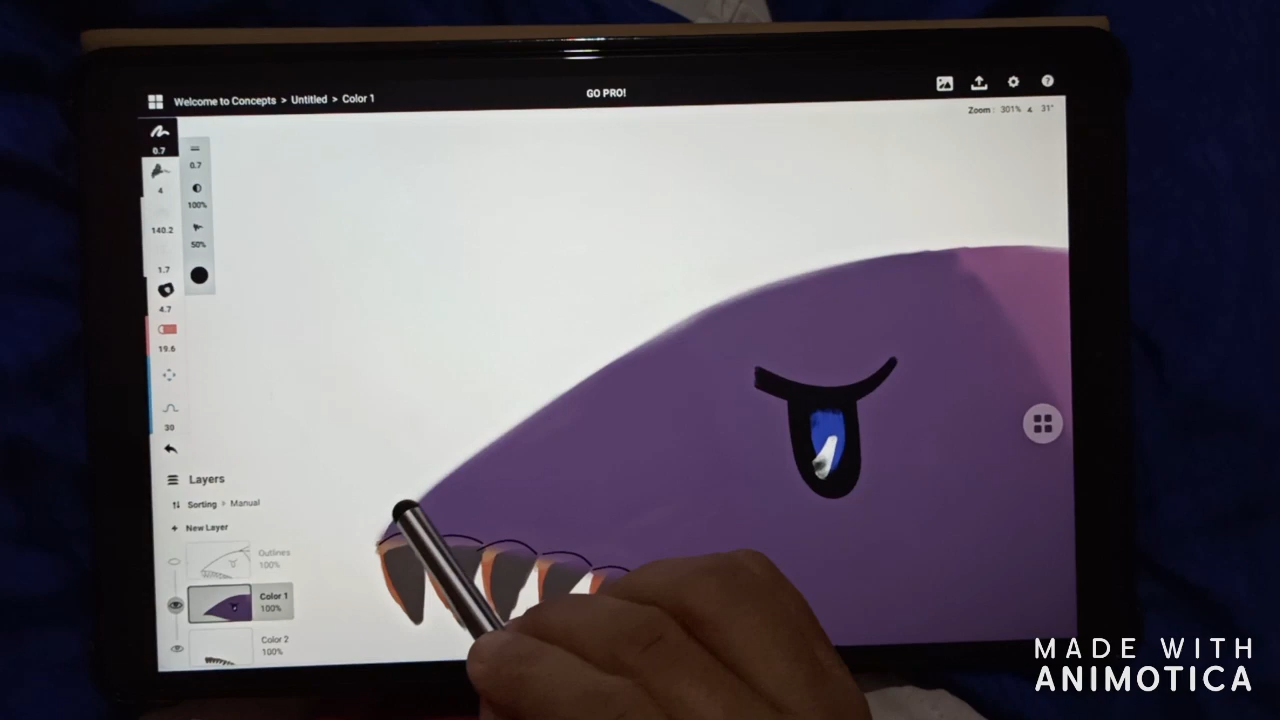 Welcome to Concepts > Untitled > Color 1
GO PRO!
Zoom : 301% ∡ 31°
0.7
4
140.2
1.7
4.7
19.6
30
0.7
100%
50%
Layers
Sorting > Manual
+ New Layer
Outlines
100%
Color 1
100%
Color 2
100%
MADE WITH
ANIMOTICA